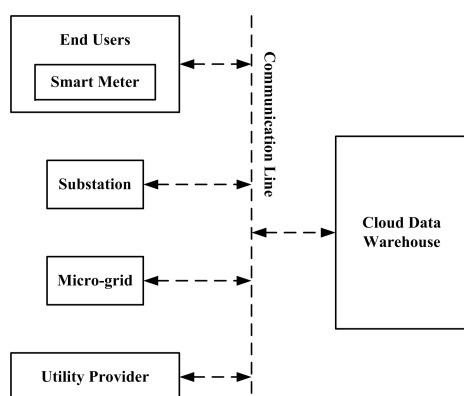 End Users
Smart Meter
Communication Line
Substation
Cloud Data
Warehouse
Micro-grid
Utility Provider